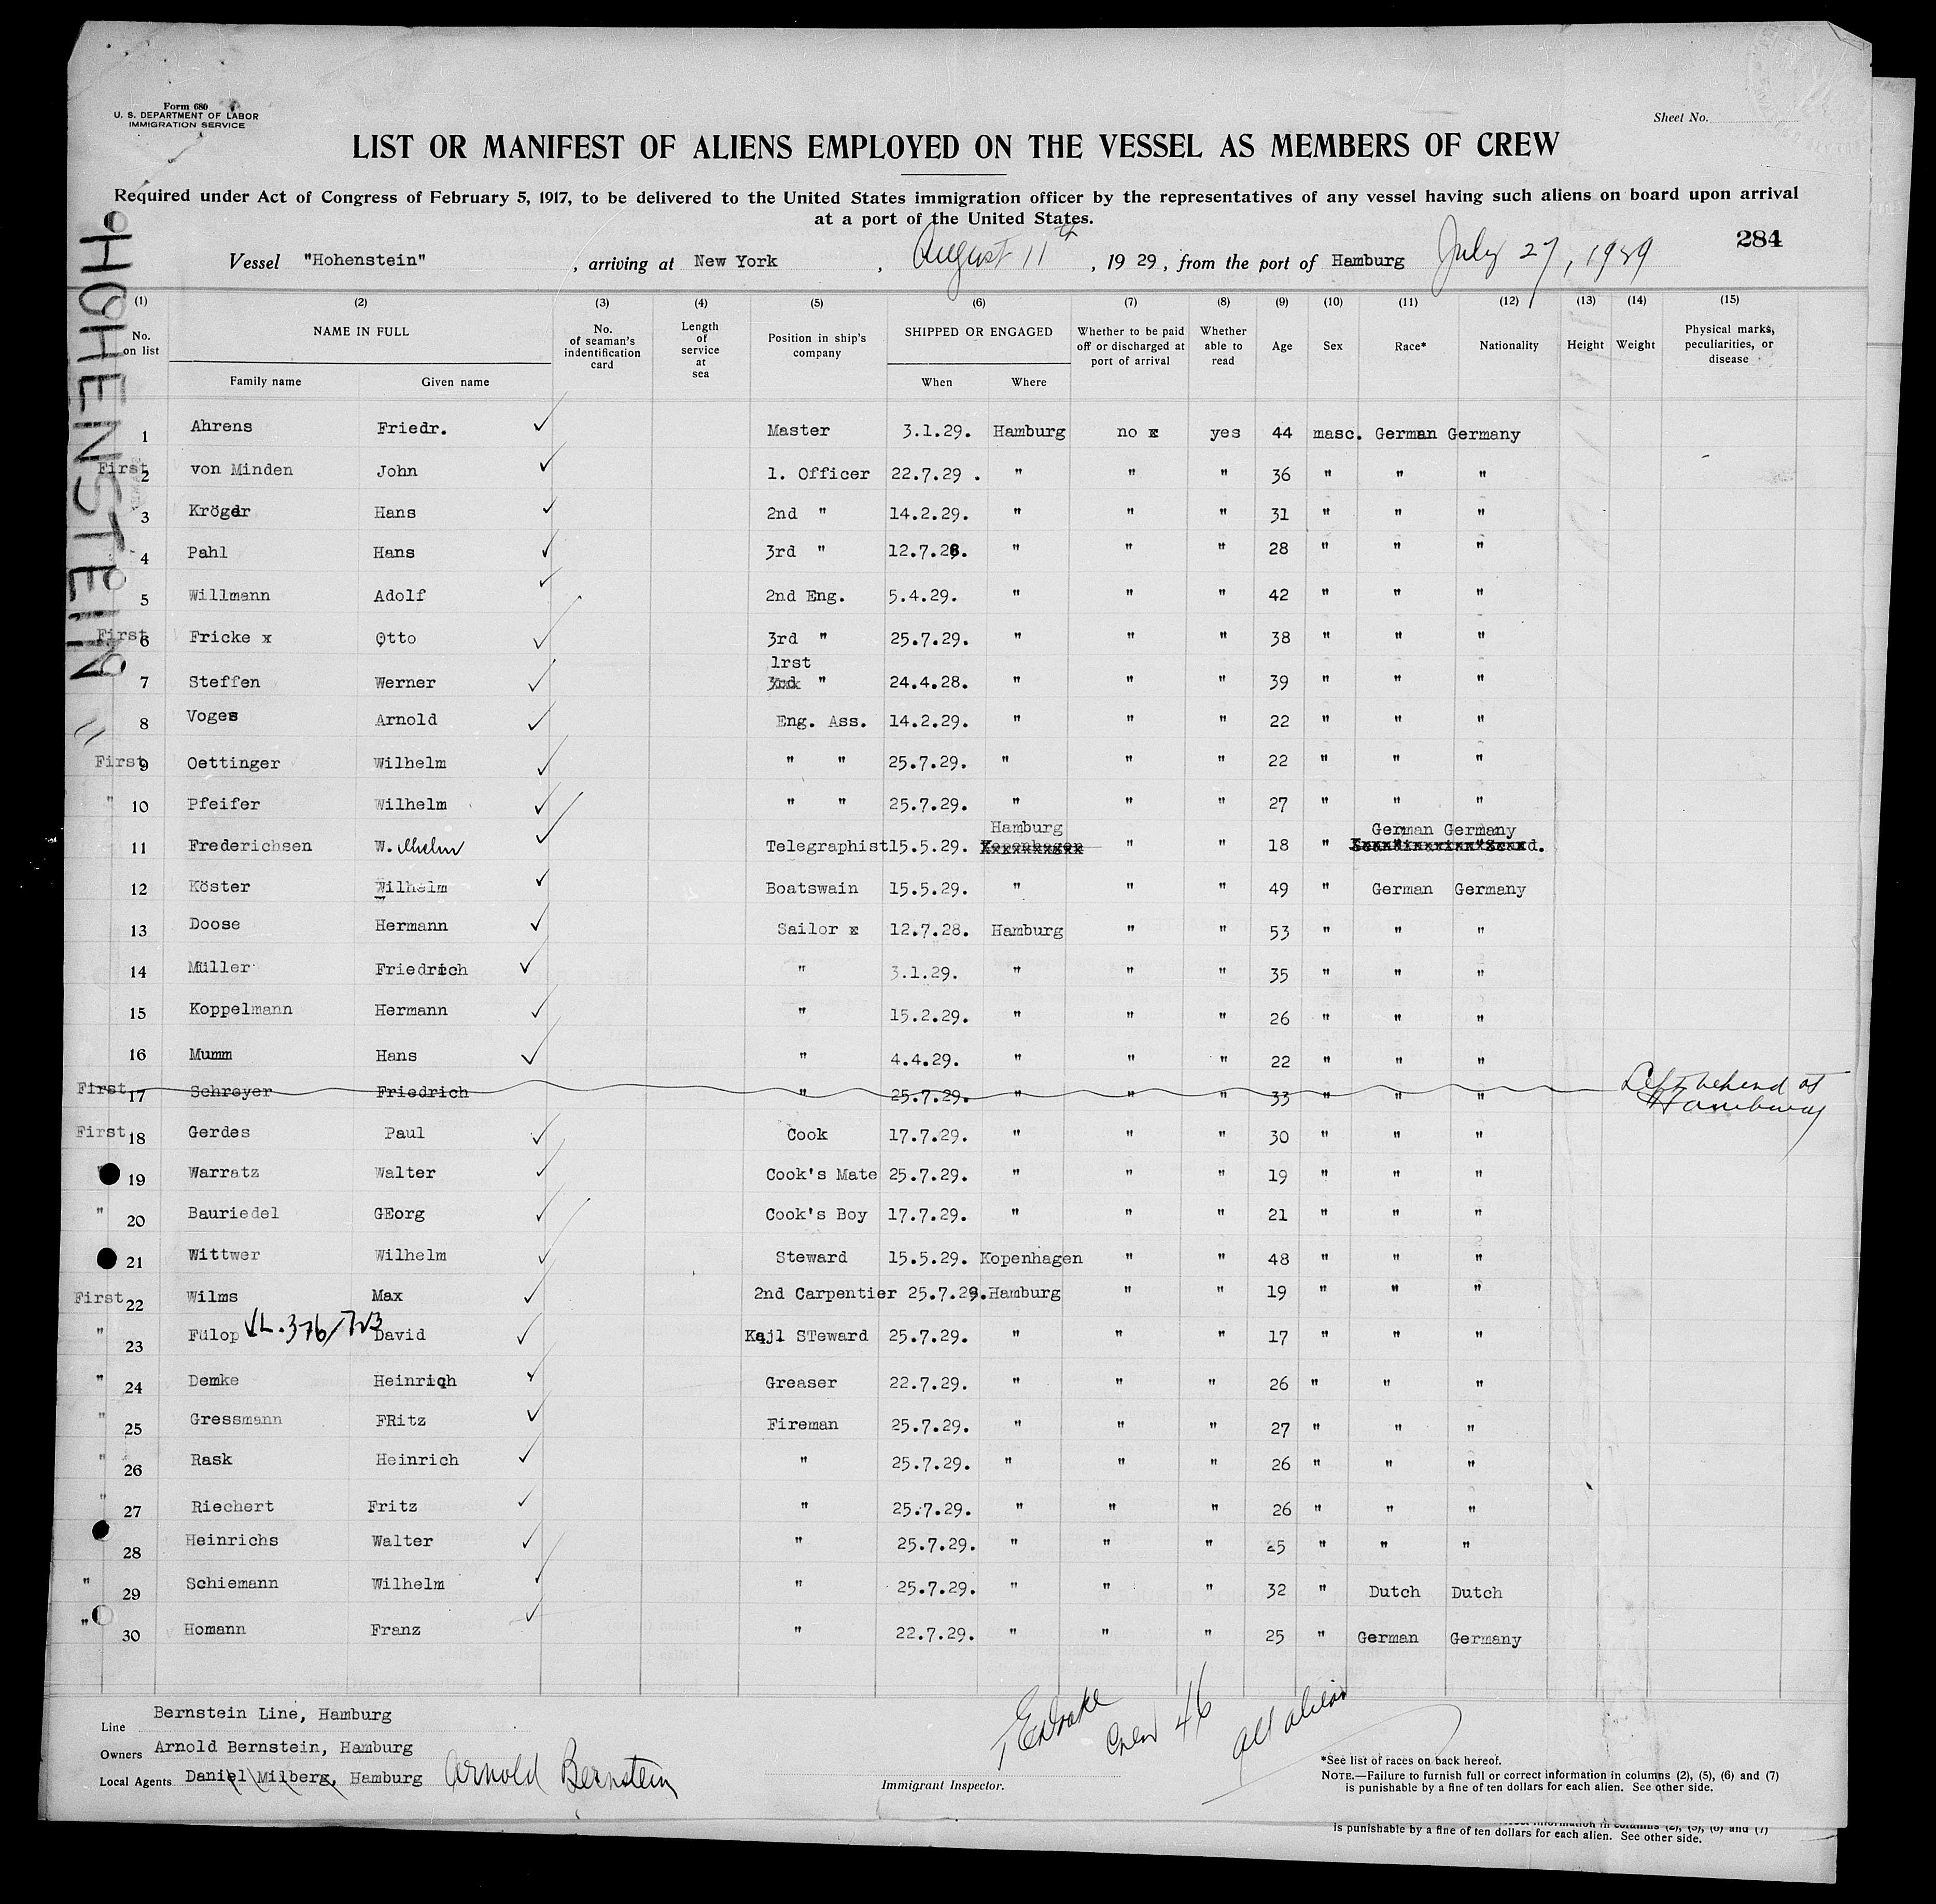 Form 680
U. S. DEPARTMENT OF LABOR
IMMIGRATION SERVICE
Sheet No.
LIST OR MANIFEST OF ALIENS EMPLOYED ON THE VESSEL AS MEMBERS OF CREW
Required under Act of Congress of February 5, 1917, to be delivered to the United States immigration officer by the representatives of any vessel having such aliens on board upon arrival
at a port of the United States.
284
Vessel "Hohenstein", arriving at New York, August 11th, 1929, from the port of Hamburg July 27, 1929
HOHENSTEIN
(1) (2) (3) (4) (5) (6) (7) (8) (9) (10) (11) (12) (13) (14) (15)
No. on list NAME IN FULL Family name Given name No. of seaman's indentification card Length of service at sea Position in ship's company SHIPPED OR ENGAGED When Where Whether to be paid off or discharged at port of arrival Whether able to read Age Sex Race* Nationality Height Weight Physical marks, peculiarities, or disease
1 Ahrens Friedr. Master 3.1.29. Hamburg no x yes 44 masc. German Germany
First 2 von Minden John 1. Officer 22.7.29 . " " " 36 " " "
3 Kröger Hans 2nd " 14.2.29. " " " 31 " " "
4 Pahl Hans 3rd " 12.7.28. " " " 28 " " "
5 Willmann Adolf 2nd Eng. 5.4.29. " " " 42 " " "
First 6 Fricke x Otto 3rd " 25.7.29. " " " 38 " " "
1rst
7 Steffen Werner 3rd " 24.4.28. " " " 39 " " "
8 Voges Arnold Eng. Ass. 14.2.29. " " " 22 " " "
First 9 Oettinger Wilhelm " " 25.7.29. " " " 22 " " "
" 10 Pfeifer Wilhelm " " 25.7.29. " " " 27 " " "
Hamburg German Germany
11 Frederichsen Wilhelm Telegraphist 15.5.29. Kopenhagen " " 18 "
12 Köster Wilhelm Boatswain 15.5.29. " " " 49 " German Germany
13 Doose Hermann Sailor x 12.7.28. Hamburg " " 53 " " "
14 Müller Friedrich " 3.1.29. " " " 35 " " "
15 Koppelmann Hermann " 15.2.29. " " " 26 " " "
16 Mumm Hans " 4.4.29. " " " 22 " " "
First 17 Schreyer Friedrich " 25.7.29. " " " 33 " " " Left behind at Hamburg
First 18 Gerdes Paul Cook 17.7.29. " " " 30 " " "
" 19 Warratz Walter Cook's Mate 25.7.29. " " " 19 " " "
" 20 Bauriedel GEorg Cook's Boy 17.7.29. " " " 21 " " "
21 Wittwer Wilhelm Steward 15.5.29. Kopenhagen " " 48 " " "
First 22 Wilms Max 2nd Carpentier 25.7.29. Hamburg " " 19 " " "
" 23 Fülop David Kajl STeward 25.7.29. " " " 17 " " "
" 24 Demke Heinrich Greaser 22.7.29. " " " 26 " " "
" 25 Gressmann FRitz Fireman 25.7.29. " " " 27 " " "
" 26 Rask Heinrich " 25.7.29. " " " 26 " " "
" 27 Riechert Fritz " 25.7.29. " " " 26 " " "
28 Heinrichs Walter " 25.7.29. " " " 25 " " "
" 29 Schiemann Wilhelm " 25.7.29. " " " 32 " Dutch Dutch
" 30 Homann Franz " 22.7.29. " " " 25 " German Germany
Line Bernstein Line, Hamburg
Owners Arnold Bernstein, Hamburg
Local Agents Daniel Milberg, Hamburg Arnold Bernstein
Crew 46
all aliens
Immigrant Inspector.
*See list of races on back hereof.
NOTE.—Failure to furnish full or correct information in columns (2), (5), (6) and (7)
is punishable by a fine of ten dollars for each alien. See other side.
is punishable by a fine of ten dollars for each alien. See other side.